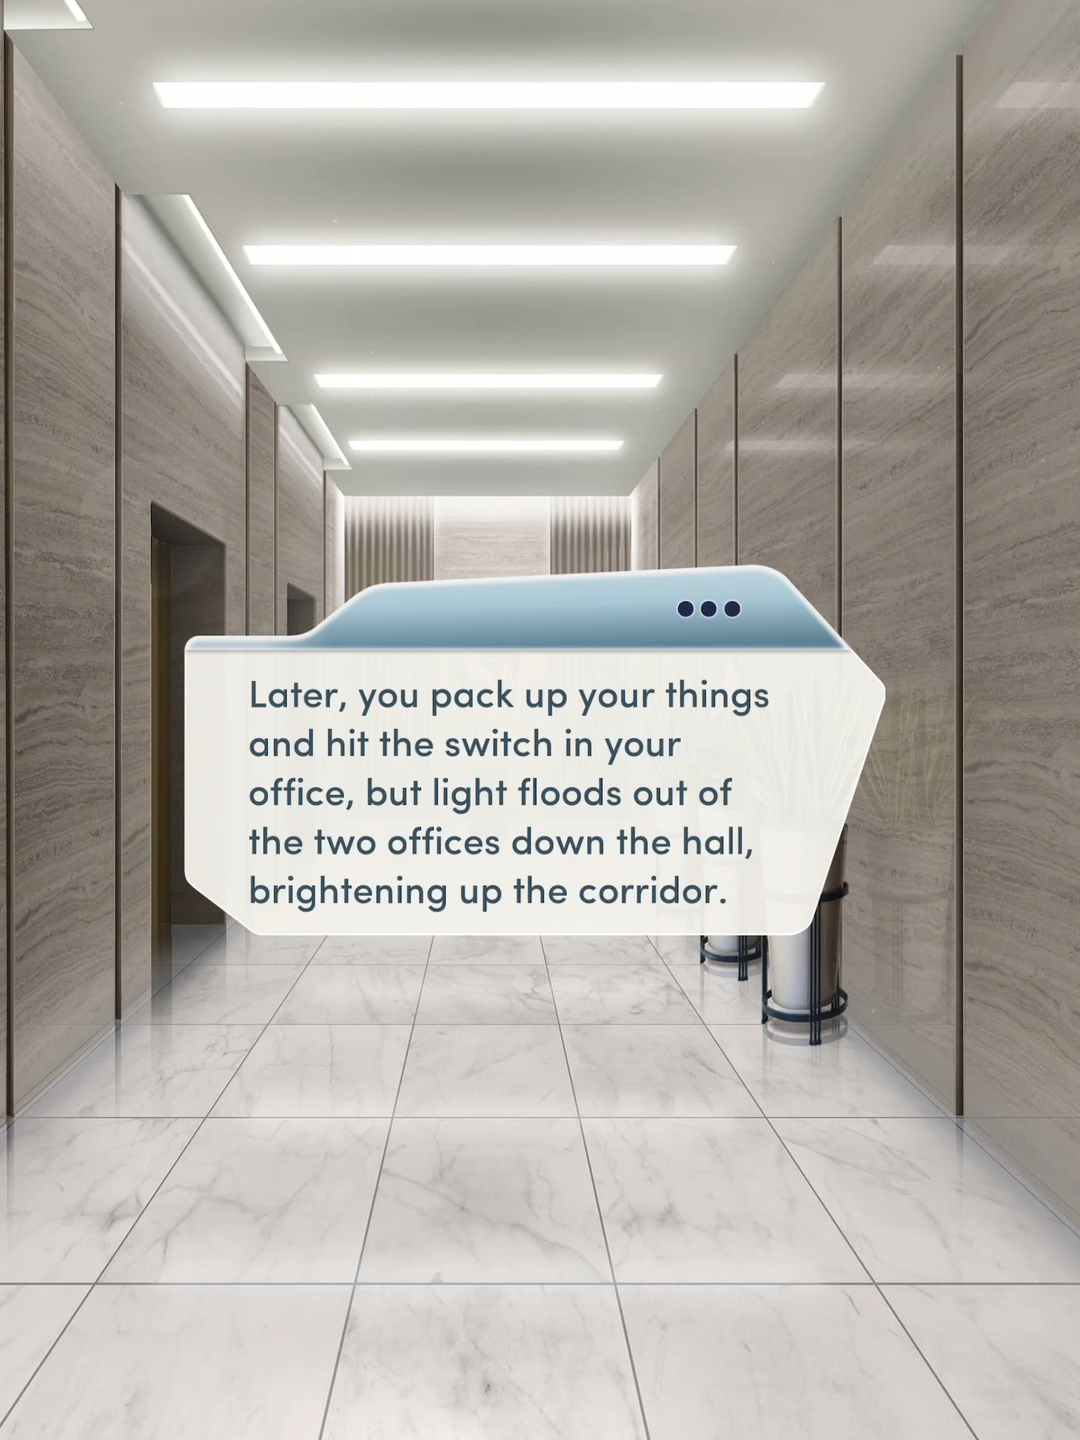 Later, you pack up your things
and hit the switch in your
office, but light floods out of
the two offices down the hall,
brightening up the corridor.